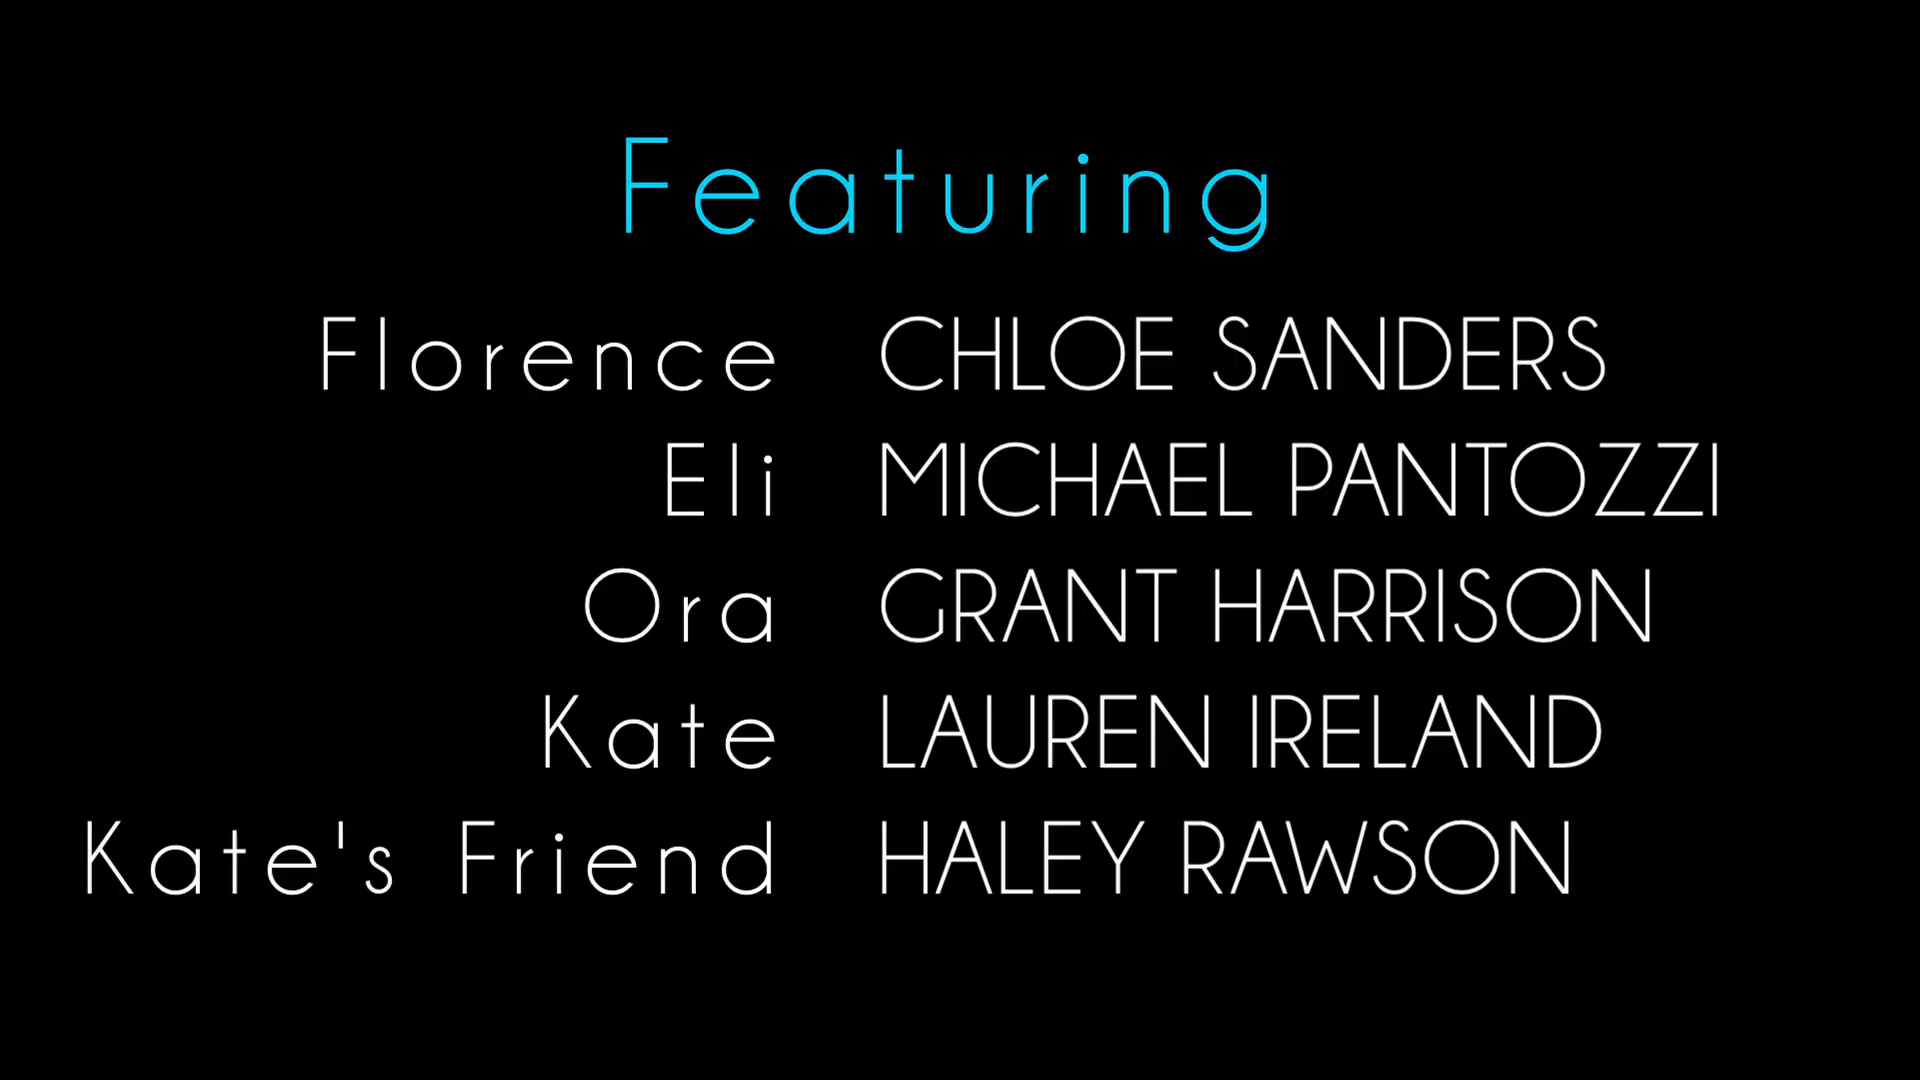 Featuring
Florence CHLOE SANDERS
Eli MICHAEL PANTOZZI
Ora GRANT HARRISON
Kate LAUREN IRELAND
Kate's Friend HALEY RAWSON